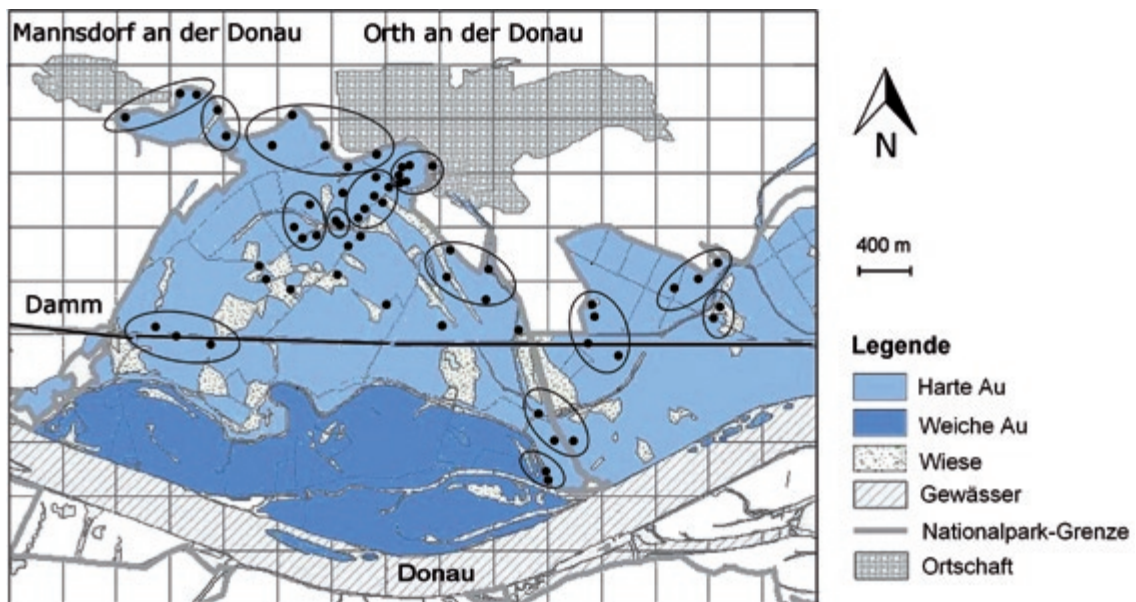 Mannsdorf an der Donau
Orth an der Donau
N
400 m
Damm
Donau
Legende
Harte Au
Weiche Au
Wiese
Gewässer
Nationalpark-Grenze
Ortschaft